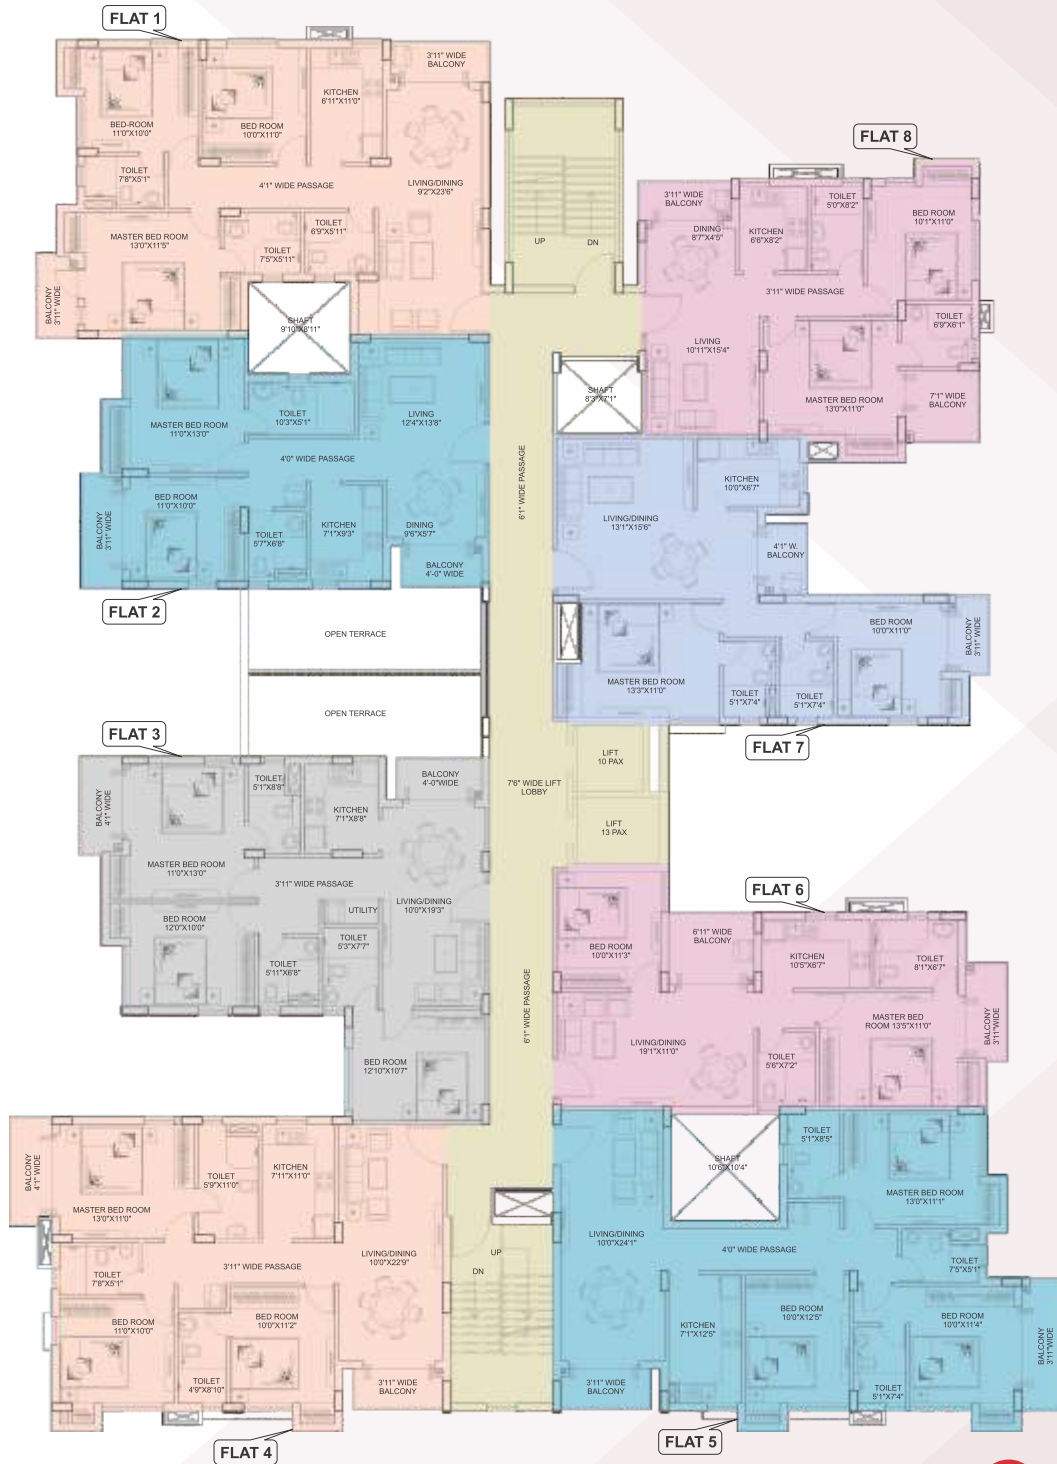 FLAT 1
3'11" WIDE
BALCONY
KITCHEN
6'11"X11'0"
BED-ROOM
11'0"X10'0"
BED ROOM
10'0"X11'0"
TOILET
7'8"X5'1"
4'1" WIDE PASSAGE
LIVING/DINING
9'2"X23'6"
MASTER BED ROOM
13'0"X11'5"
TOILET
6'9"X5'11"
TOILET
7'5"X5'11"
BALCONY
3'11" WIDE
SHAFT
9'10"X8'11"
UP
DN
FLAT 8
3'11" WIDE
BALCONY
DINING
8'7"X4'5"
KITCHEN
6'6"X8'2"
TOILET
5'0"X8'2"
BED ROOM
10'1"X11'0"
3'11" WIDE PASSAGE
TOILET
6'9"X6'1"
LIVING
10'11"X15'4"
MASTER BED ROOM
13'0"X11'0"
7'1" WIDE
BALCONY
SHAFT
8'3"X7'1"
MASTER BED ROOM
11'0"X13'0"
TOILET
10'3"X5'1"
LIVING
12'4"X13'8"
4'0" WIDE PASSAGE
BED ROOM
11'0"X10'0"
TOILET
5'7"X6'8"
KITCHEN
7'1"X9'3"
DINING
9'6"X5'7"
BALCONY
4'-0" WIDE
BALCONY
3'11" WIDE
FLAT 2
6'1" WIDE PASSAGE
KITCHEN
10'0"X6'7"
LIVING/DINING
13'1"X15'6"
4'1" W.
BALCONY
BED ROOM
10'0"X11'0"
BALCONY
3'11" WIDE
MASTER BED ROOM
13'3"X11'0"
TOILET
5'1"X7'4"
TOILET
5'1"X7'4"
FLAT 7
OPEN TERRACE
OPEN TERRACE
LIFT
10 PAX
7'6" WIDE LIFT
LOBBY
LIFT
13 PAX
FLAT 3
TOILET
5'1"X8'8"
BALCONY
4'-0"WIDE
KITCHEN
7'1"X8'8"
BALCONY
4'1" WIDE
MASTER BED ROOM
11'0"X13'0"
3'11" WIDE PASSAGE
LIVING/DINING
10'0"X19'3"
UTILITY
BED ROOM
12'0"X10'0"
TOILET
5'3"X7'7"
TOILET
5'11"X6'8"
BED ROOM
12'10"X10'7"
6'1" WIDE PASSAGE
FLAT 6
BED ROOM
10'0"X11'3"
6'11" WIDE
BALCONY
KITCHEN
10'5"X6'7"
TOILET
8'1"X6'7"
MASTER BED
ROOM 13'5"X11'0"
BALCONY
3'11"WIDE
LIVING/DINING
19'1"X11'0"
TOILET
5'6"X7'2"
BALCONY
4'1" WIDE
MASTER BED ROOM
13'0"X11'0"
TOILET
5'9"X11'0"
KITCHEN
7'11"X11'0"
3'11" WIDE PASSAGE
LIVING/DINING
10'0"X22'9"
TOILET
7'8"X5'1"
BED ROOM
11'0"X10'0"
BED ROOM
10'0"X11'2"
TOILET
4'9"X8'10"
3'11" WIDE
BALCONY
FLAT 4
UP
DN
TOILET
5'1"X8'5"
SHAFT
10'6"X10'4"
MASTER BED ROOM
13'0"X11'1"
LIVING/DINING
10'0"X24'1"
4'0" WIDE PASSAGE
TOILET
7'5"X5'1"
BED ROOM
10'0"X12'5"
KITCHEN
7'1"X12'5"
BED ROOM
10'0"X11'4"
TOILET
5'1"X7'4"
BALCONY
3'11"WIDE
3'11" WIDE
BALCONY
FLAT 5